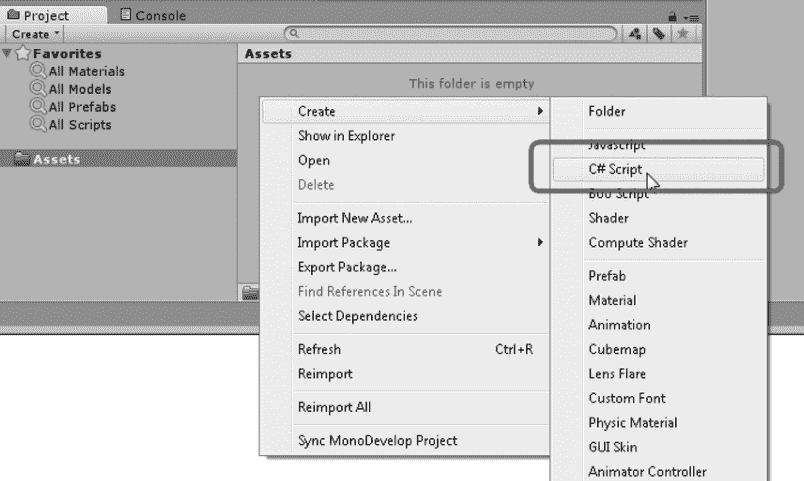 Project
Console
Create
Favorites
All Materials
All Models
All Prefabs
All Scripts
Assets
Assets
This folder is empty
Create
Show in Explorer
Open
Delete
Import New Asset...
Import Package
Export Package...
Find References In Scene
Select Dependencies
Refresh Ctrl+R
Reimport
Reimport All
Sync MonoDevelop Project
Folder
Javascript
C# Script
Boo Script
Shader
Compute Shader
Prefab
Material
Animation
Cubemap
Lens Flare
Custom Font
Physic Material
GUI Skin
Animator Controller